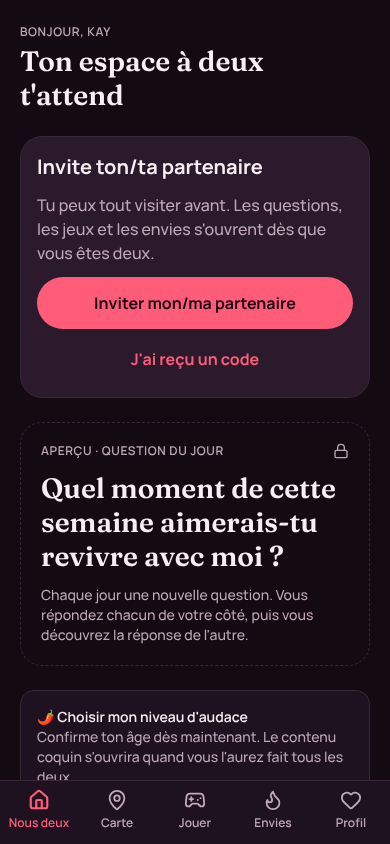 BONJOUR, KAY
Ton espace à deux
t'attend
Invite ton/ta partenaire
Tu peux tout visiter avant. Les questions,
les jeux et les envies s'ouvrent dès que
vous êtes deux.
Inviter mon/ma partenaire
J'ai reçu un code
APERÇU · QUESTION DU JOUR
Quel moment de cette
semaine aimerais-tu
revivre avec moi ?
Chaque jour une nouvelle question. Vous
répondez chacun de votre côté, puis vous
découvrez la réponse de l'autre.
🌶️ Choisir mon niveau d'audace
Confirme ton âge dès maintenant. Le contenu
coquin s'ouvrira quand vous l'aurez fait tous les
deux.
Nous deux
Carte
Jouer
Envies
Profil